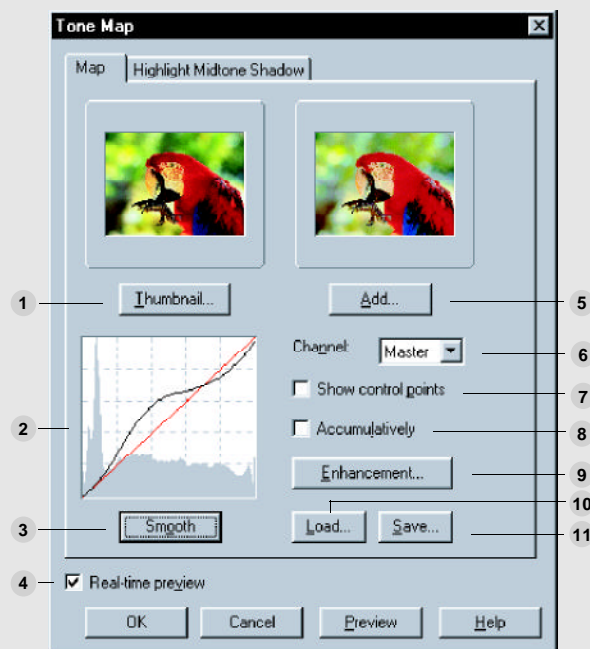 Tone Map
Map
Highlight Midtone Shadow
1
Thumbnail...
Add...
5
Channel:
Master
6
Show control points
7
2
Accumulatively
8
Enhancement...
9
10
3
Smooth
Load...
Save...
11
4
Real-time preview
OK
Cancel
Preview
Help